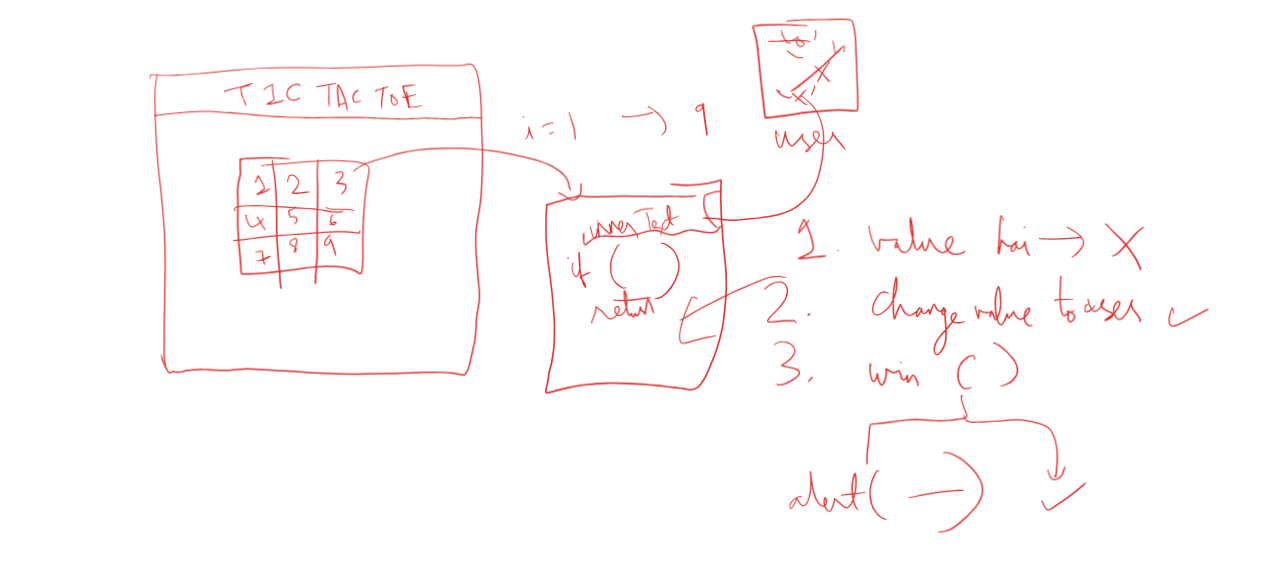 TIC TAC TOE
1 2 3
4 5 6
7 8 9
i = 1 → 9
'o'
X
'x'
user
innerText
if ( )
return
1. value hai → X
2. change value to user ✓
3. win ( )
alert( — ) ✓